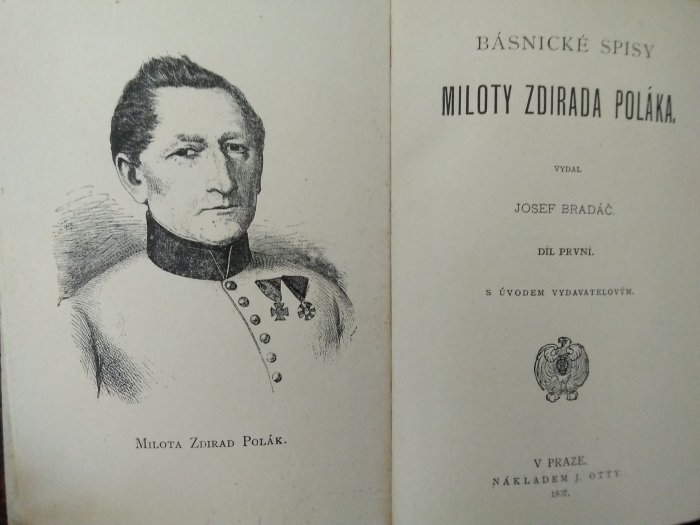 Milota Zdirad Polák.
BÁSNICKÉ SPISY
MILOTY ZDIRADA POLÁKA.
VYDAL
JOSEF BRADÁČ.
DÍL PRVNÍ.
S ÚVODEM VYDAVATELOVÝM.
V PRAZE.
NÁKLADEM J. OTTY.